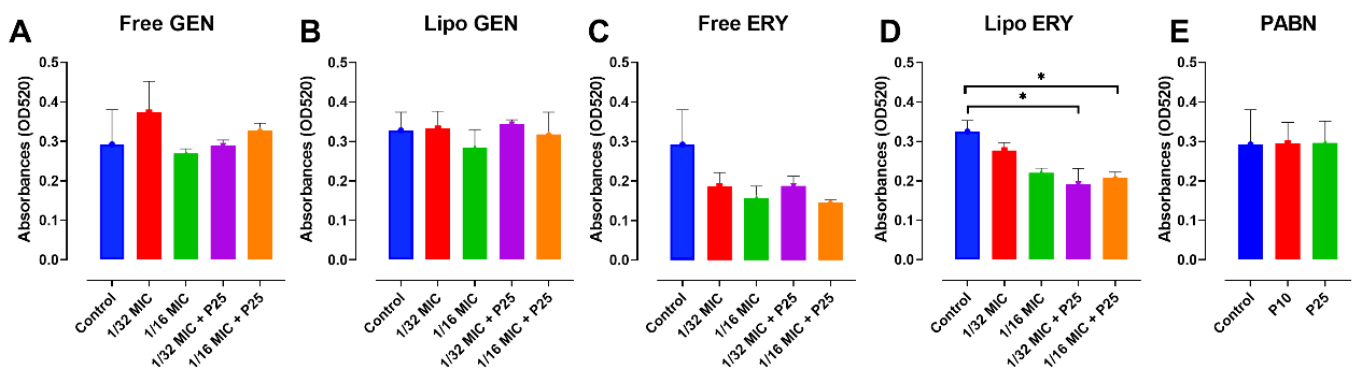 A
Free GEN
Absorbances (OD520)
0.5
0.4
0.3
0.2
0.1
0.0
Control
1/32 MIC
1/16 MIC
1/32 MIC + P25
1/16 MIC + P25
B
Lipo GEN
Absorbances (OD520)
0.5
0.4
0.3
0.2
0.1
0.0
Control
1/32 MIC
1/16 MIC
1/32 MIC + P25
1/16 MIC + P25
C
Free ERY
Absorbances (OD520)
0.5
0.4
0.3
0.2
0.1
0.0
Control
1/32 MIC
1/16 MIC
1/32 MIC + P25
1/16 MIC + P25
D
Lipo ERY
Absorbances (OD520)
0.5
0.4
0.3
0.2
0.1
0.0
*
*
Control
1/32 MIC
1/16 MIC
1/32 MIC + P25
1/16 MIC + P25
E
PABN
Absorbances (OD520)
0.5
0.4
0.3
0.2
0.1
0.0
Control
P10
P25